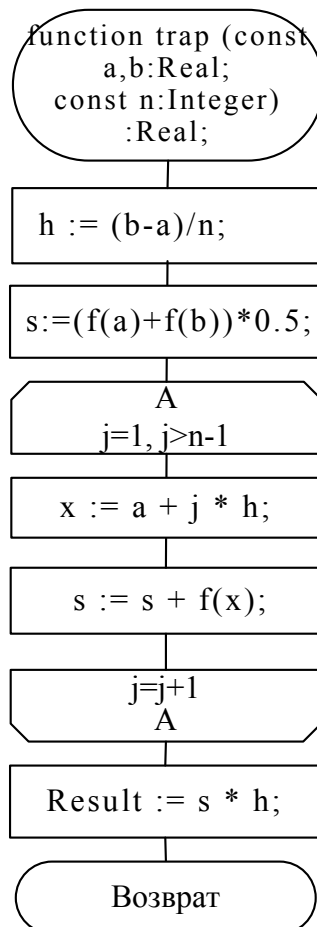 function trap (const
a,b:Real;
const n:Integer)
:Real;
h := (b-a)/n;
s:=(f(a)+f(b))*0.5;
A
j=1, j>n-1
x := a + j * h;
s := s + f(x);
j=j+1
A
Result := s * h;
Возврат